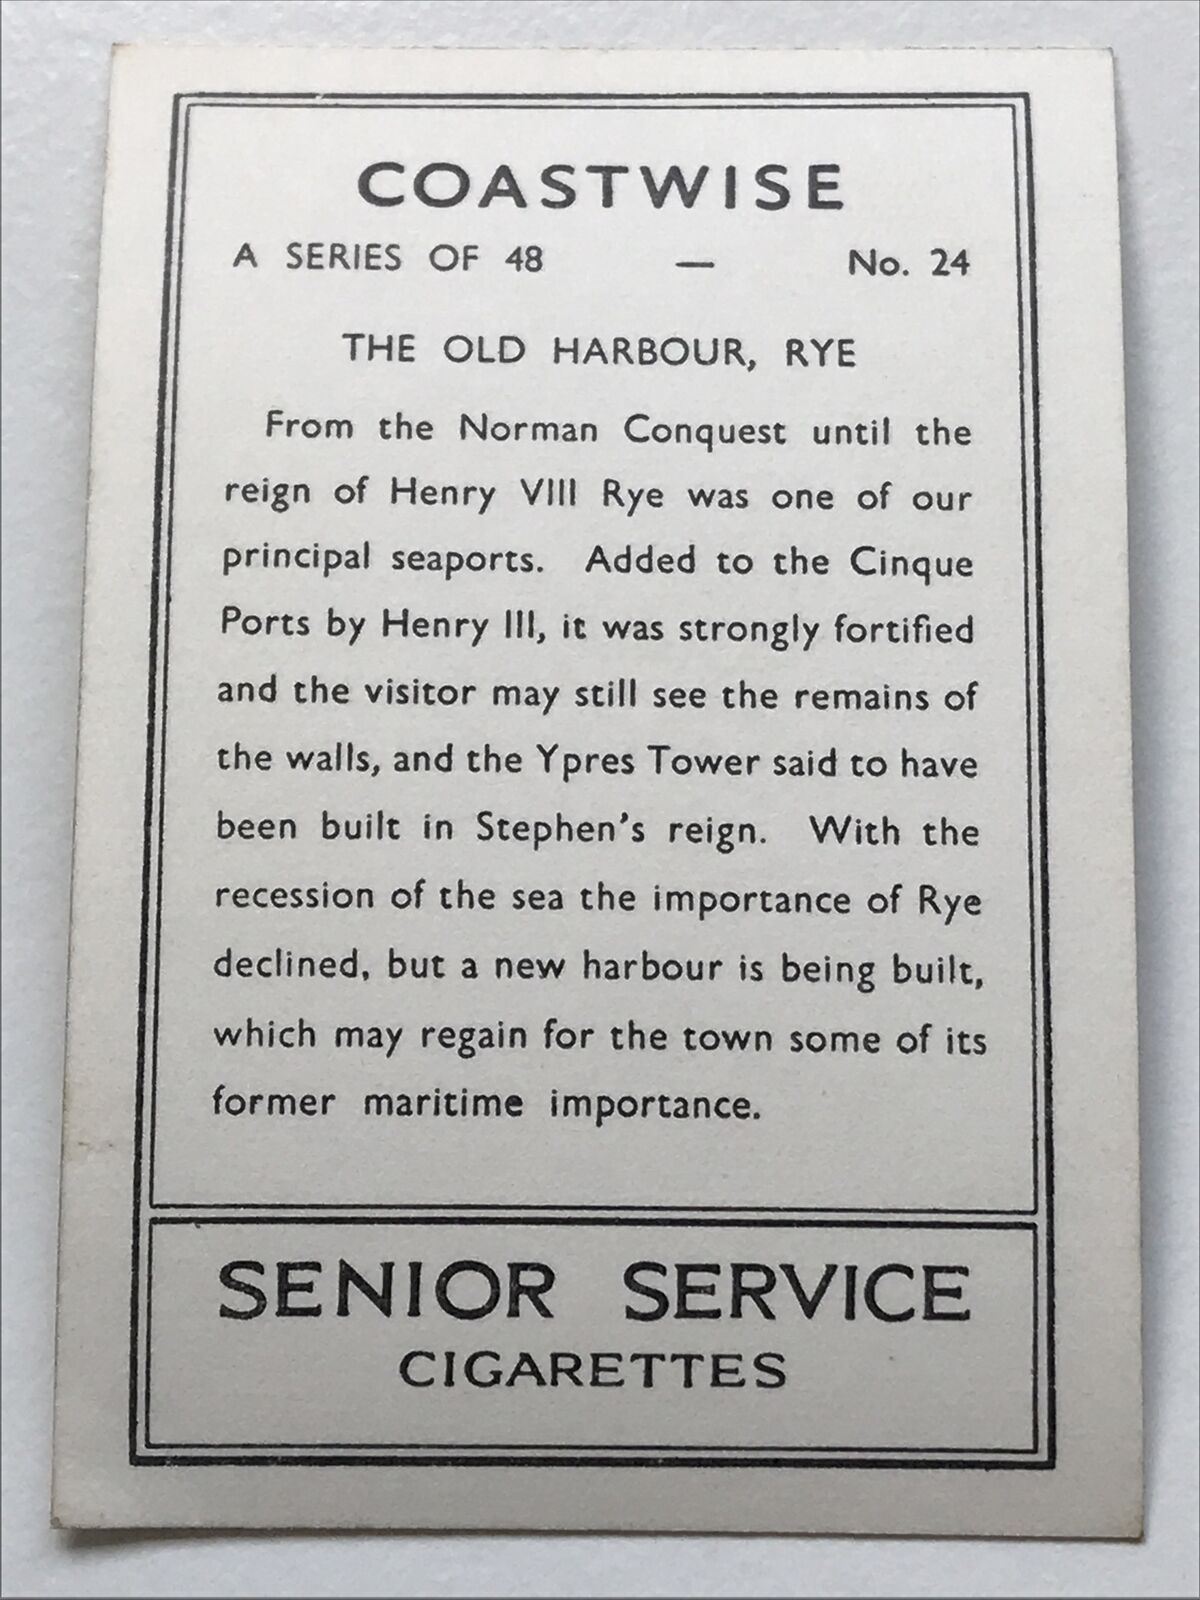 COASTWISE
A SERIES OF 48 — No. 24
THE OLD HARBOUR, RYE
From the Norman Conquest until the
reign of Henry VIII Rye was one of our
principal seaports. Added to the Cinque
Ports by Henry III, it was strongly fortified
and the visitor may still see the remains of
the walls, and the Ypres Tower said to have
been built in Stephen's reign. With the
recession of the sea the importance of Rye
declined, but a new harbour is being built,
which may regain for the town some of its
former maritime importance.
SENIOR SERVICE
CIGARETTES